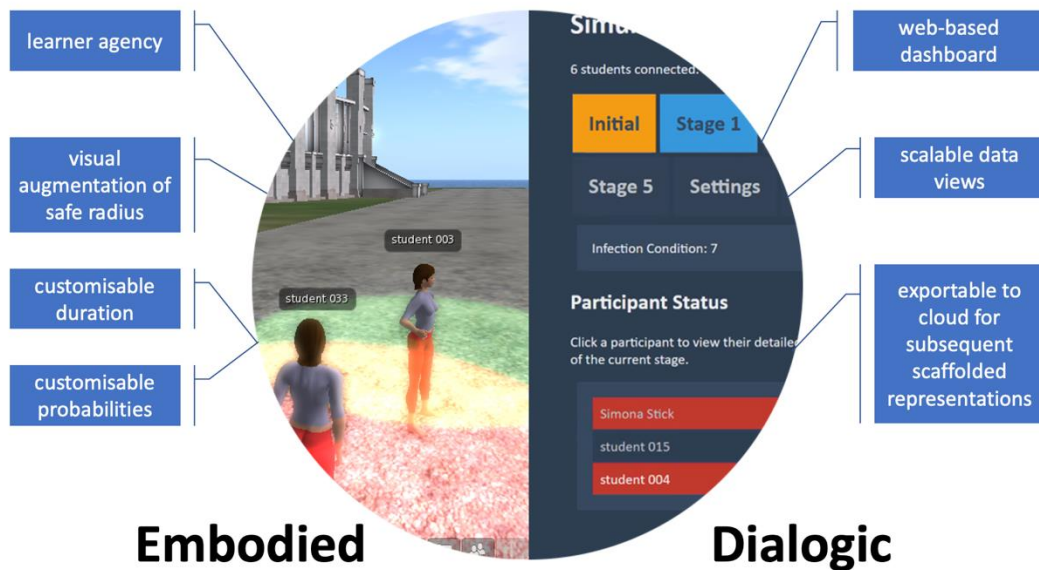 learner agency
visual
augmentation of
safe radius
customisable
duration
customisable
probabilities
student 003
student 033
6 students connected.
Initial
Stage 1
Stage 5
Settings
Infection Condition: 7
Participant Status
Click a participant to view their detailed
of the current stage.
Simona Stick
student 015
student 004
web-based
dashboard
scalable data
views
exportable to
cloud for
subsequent
scaffolded
representations
Embodied
Dialogic